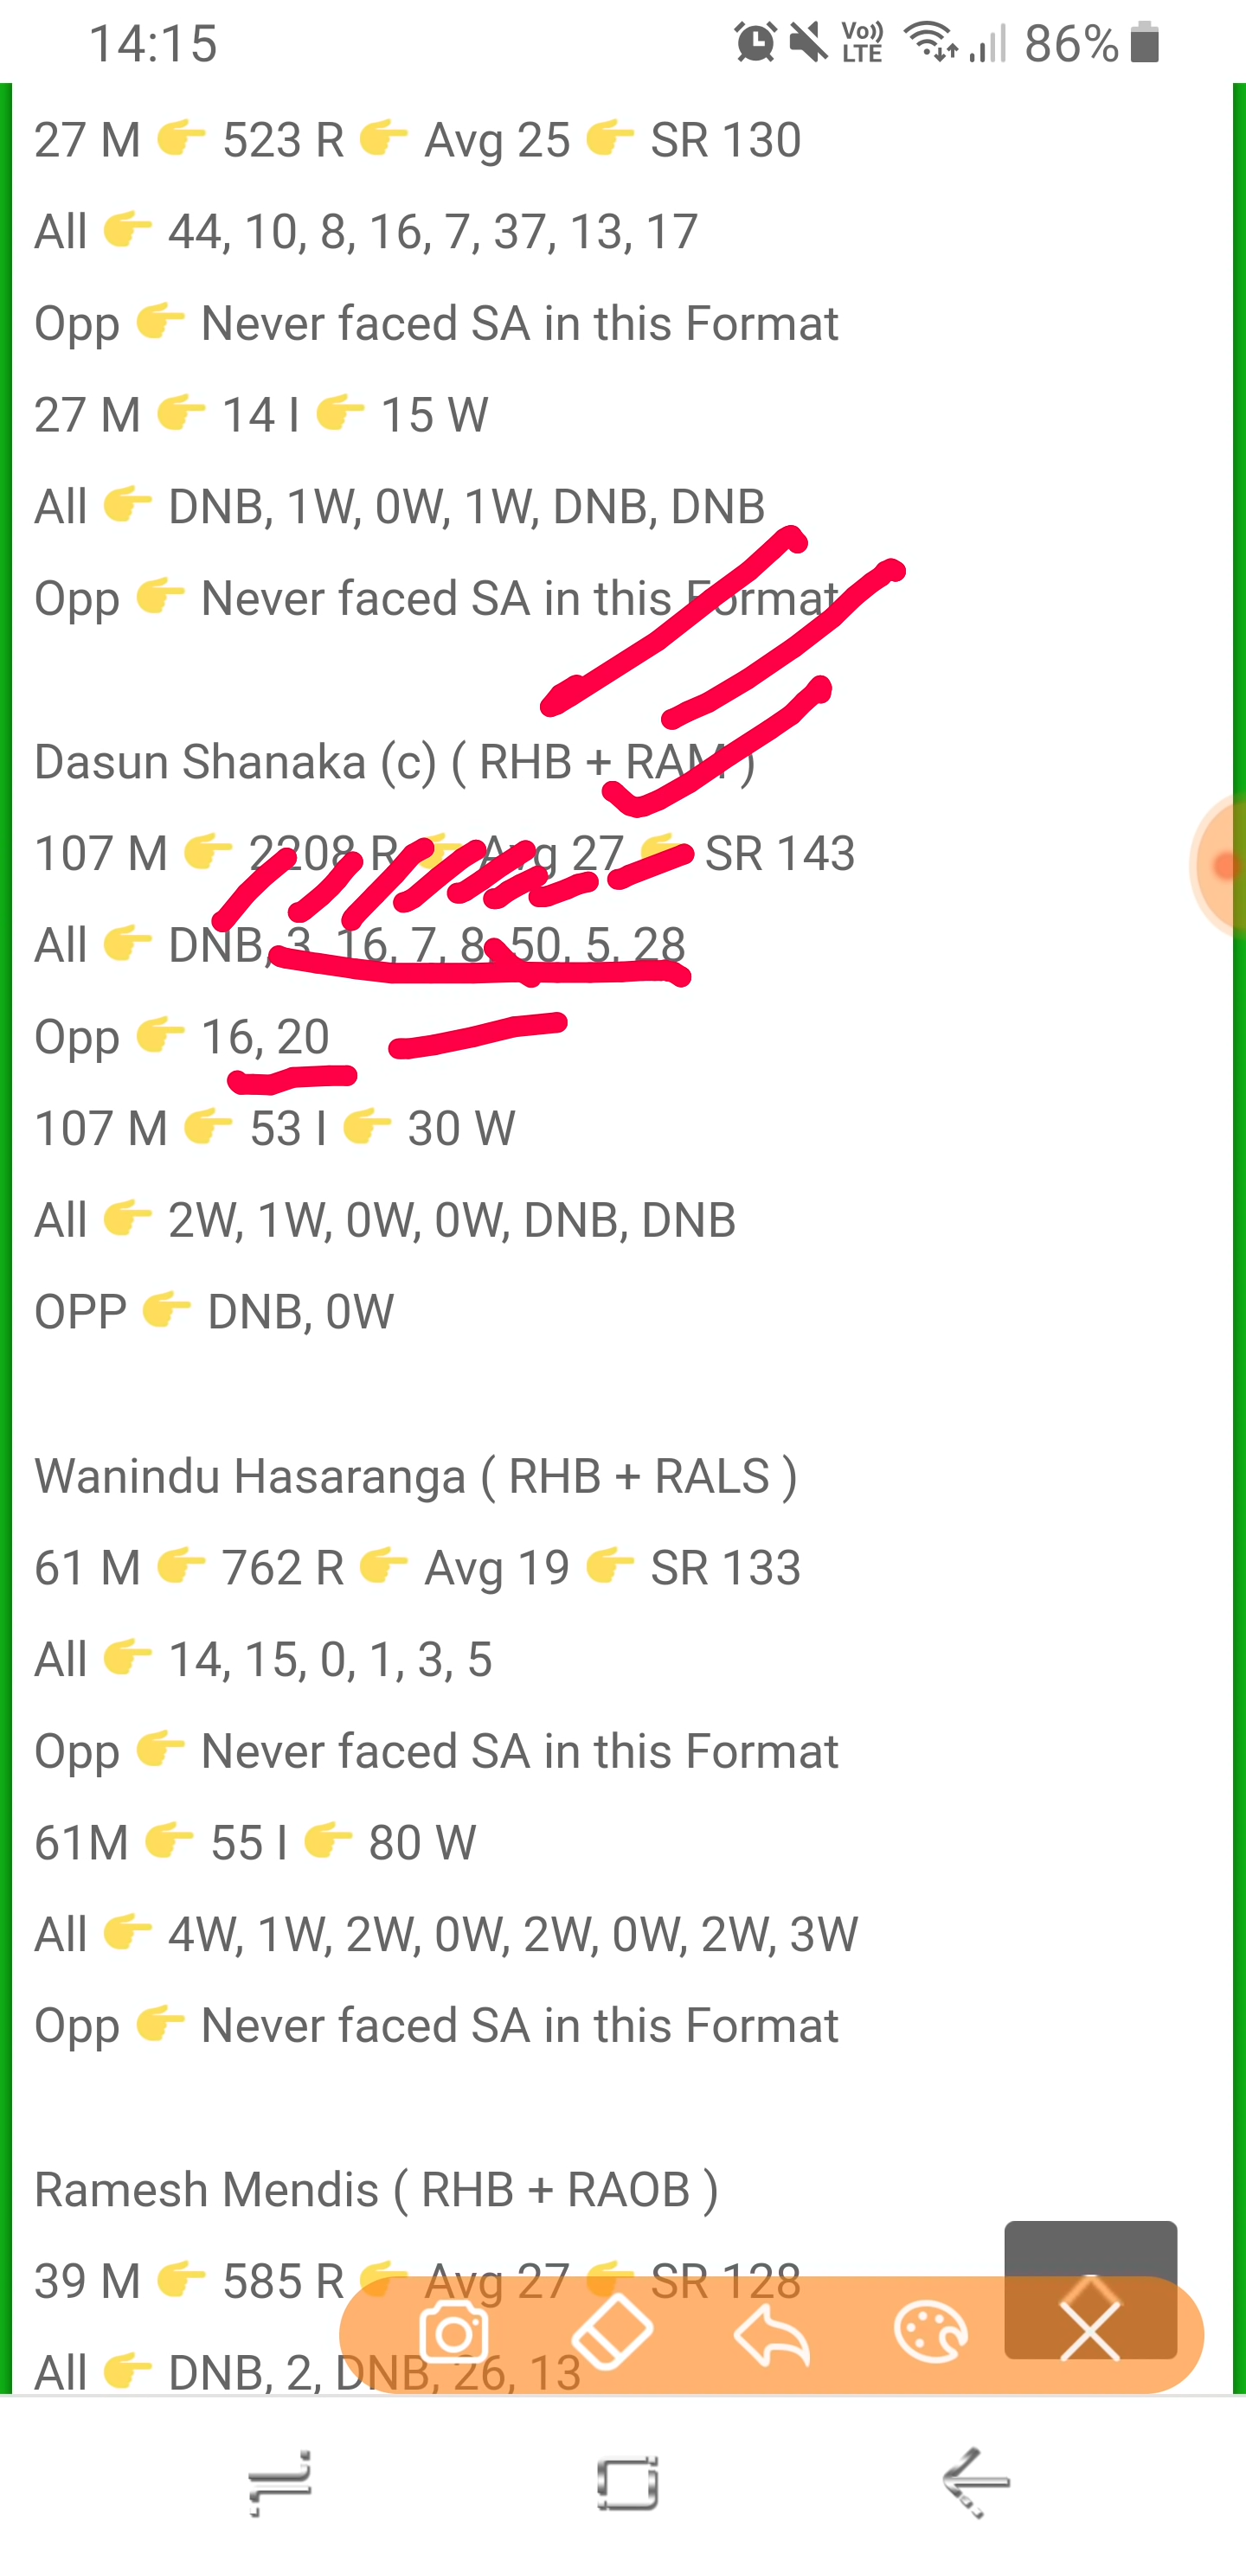 14:15 Vo)) LTE 86%
27 M 👉 523 R 👉 Avg 25 👉 SR 130
All 👉 44, 10, 8, 16, 7, 37, 13, 17
Opp 👉 Never faced SA in this Format
27 M 👉 14 I 👉 15 W
All 👉 DNB, 1W, 0W, 1W, DNB, DNB
Opp 👉 Never faced SA in this Format
Dasun Shanaka (c) ( RHB + RAM )
107 M 👉 2208 R 👉 Avg 27 👉 SR 143
All 👉 DNB, 3, 16, 7, 8, 50, 5, 28
Opp 👉 16, 20
107 M 👉 53 I 👉 30 W
All 👉 2W, 1W, 0W, 0W, DNB, DNB
OPP 👉 DNB, 0W
Wanindu Hasaranga ( RHB + RALS )
61 M 👉 762 R 👉 Avg 19 👉 SR 133
All 👉 14, 15, 0, 1, 3, 5
Opp 👉 Never faced SA in this Format
61M 👉 55 I 👉 80 W
All 👉 4W, 1W, 2W, 0W, 2W, 0W, 2W, 3W
Opp 👉 Never faced SA in this Format
Ramesh Mendis ( RHB + RAOB )
39 M 👉 585 R 👉 Avg 27 👉 SR 128
All 👉 DNB, 2, DNB, 26, 13